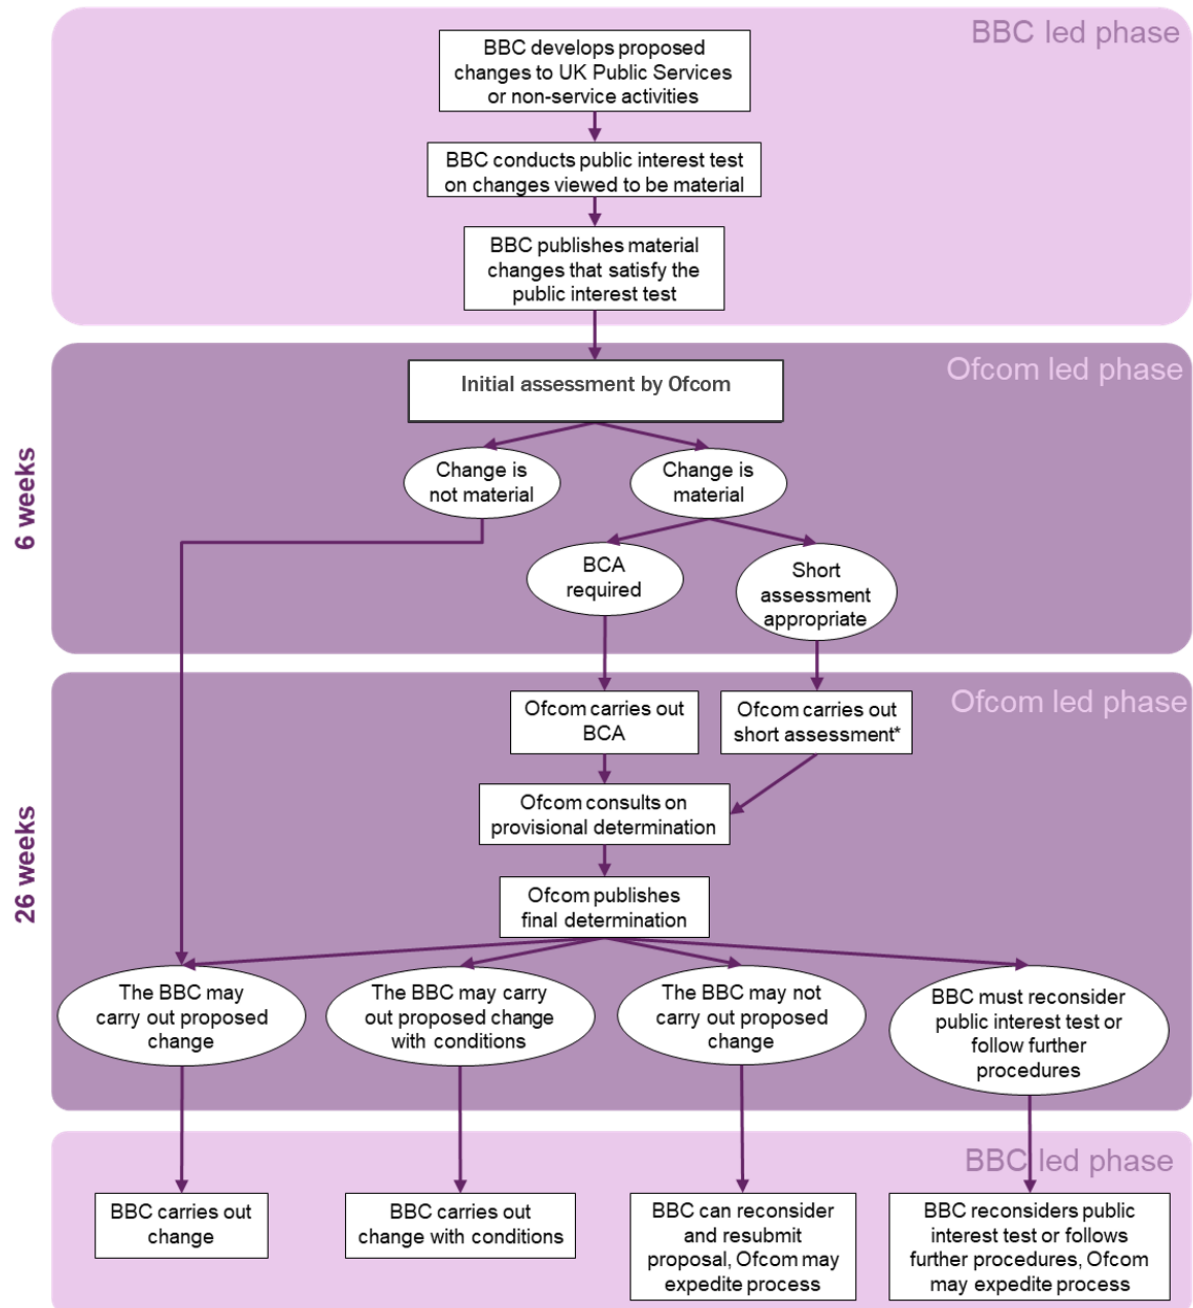 BBC led phase
BBC develops proposed
changes to UK Public Services
or non-service activities
BBC conducts public interest test
on changes viewed to be material
BBC publishes material
changes that satisfy the
public interest test
Ofcom led phase
6 weeks
Initial assessment by Ofcom
Change is
not material
Change is
material
BCA
required
Short
assessment
appropriate
Ofcom led phase
26 weeks
Ofcom carries out
BCA
Ofcom carries out
short assessment*
Ofcom consults on
provisional determination
Ofcom publishes
final determination
The BBC may
carry out proposed
change
The BBC may carry
out proposed change
with conditions
The BBC may not
carry out proposed
change
BBC must reconsider
public interest test or
follow further
procedures
BBC led phase
BBC carries out
change
BBC carries out
change with conditions
BBC can reconsider
and resubmit
proposal, Ofcom may
expedite process
BBC reconsiders public
interest test or follows
further procedures, Ofcom
may expedite process